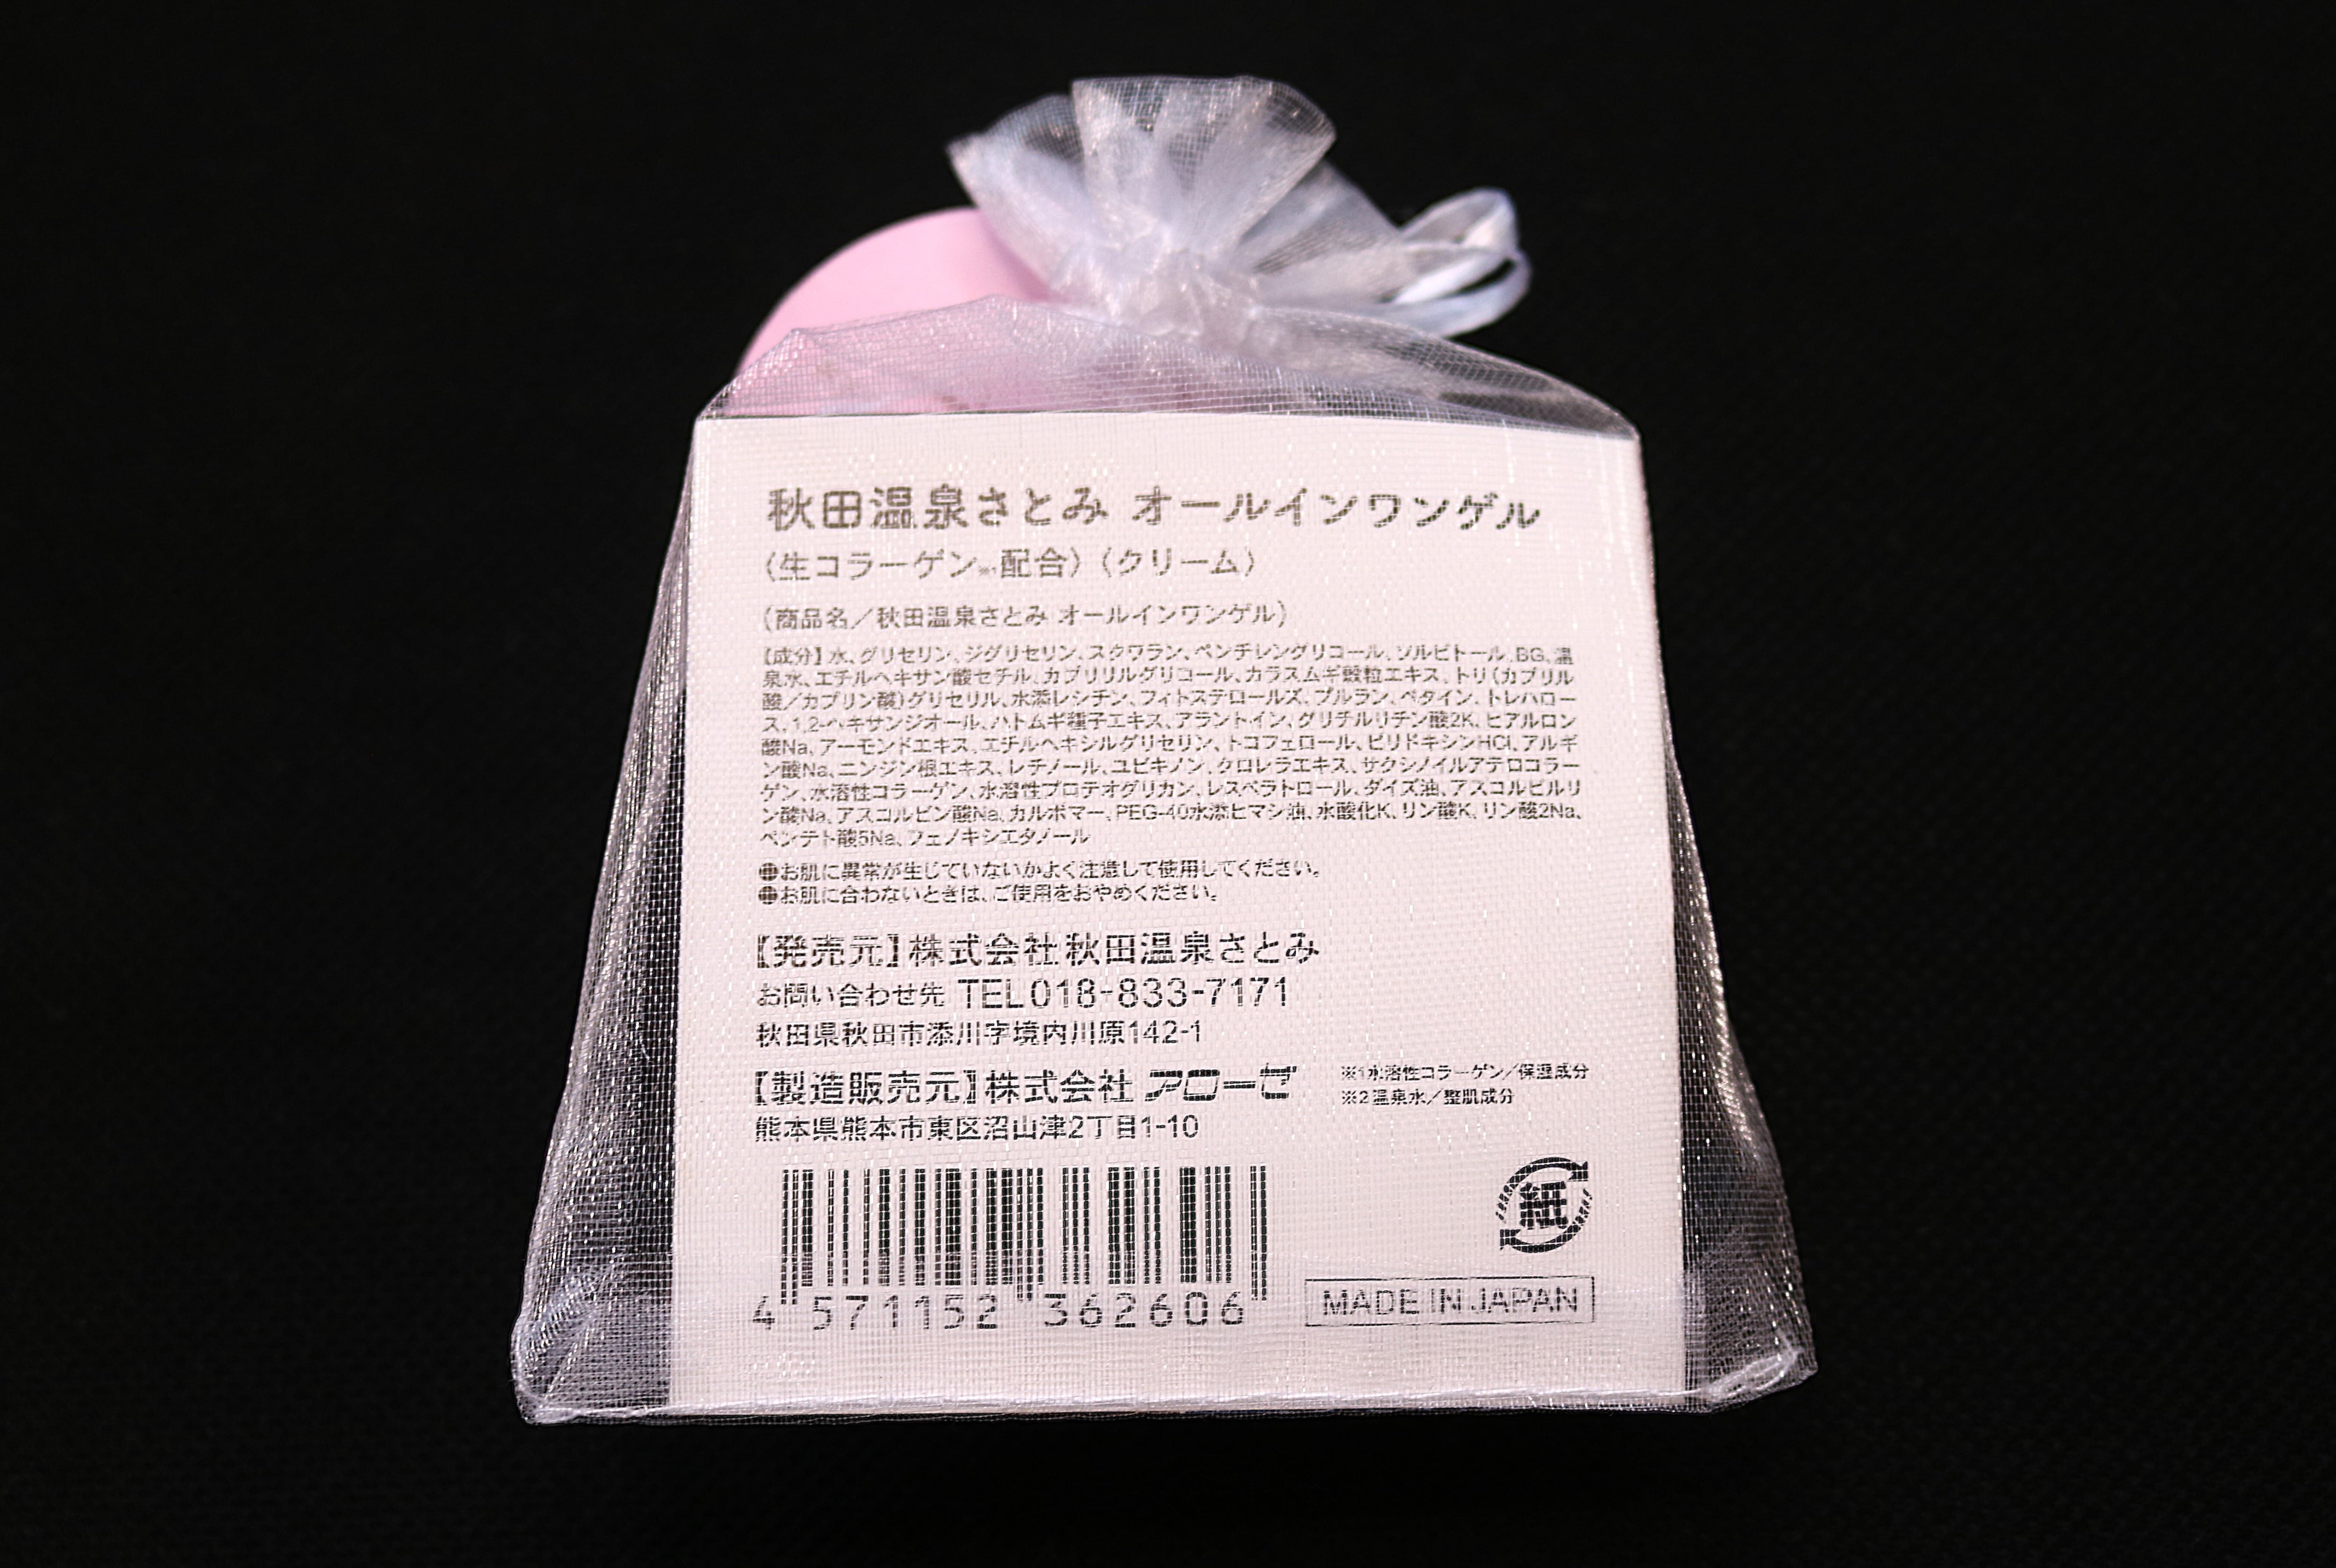 秋田温泉さとみ オールインワンゲル
〈生コラーゲン※1配合〉〈クリーム〉
(商品名／秋田温泉さとみ オールインワンゲル)
【成分】水、グリセリン、ジグリセリン、スクワラン、ペンチレングリコール、ソルビトール、BG、温
泉水、エチルヘキサン酸セチル、カプリリルグリコール、カラスムギ穀粒エキス、トリ(カプリル
酸／カプリン酸)グリセリル、水添レシチン、フィトステロールズ、プルラン、ベタイン、トレハロー
ス、1,2-ヘキサンジオール、ハトムギ種子エキス、アラントイン、グリチルリチン酸2K、ヒアルロン
酸Na、アーモンドエキス、エチルヘキシルグリセリン、トコフェロール、ピリドキシンHCl、アルギ
ン酸Na、ニンジン根エキス、レチノール、ユビキノン、クロレラエキス、サクシノイルアテロコラー
ゲン、水溶性コラーゲン、水溶性プロテオグリカン、レスベラトロール、ダイズ油、アスコルビルリ
ン酸Na、アスコルビン酸Na、カルボマー、PEG-40水添ヒマシ油、水酸化K、リン酸K、リン酸2Na、
ペンテト酸5Na、フェノキシエタノール
●お肌に異常が生じていないかよく注意して使用してください。
●お肌に合わないときは、ご使用をおやめください。
【発売元】株式会社秋田温泉さとみ
お問い合わせ先 TEL018-833-7171
秋田県秋田市添川字境内川原142-1
【製造販売元】株式会社 アローゼ
熊本県熊本市東区沼山津2丁目1-10
※1水溶性コラーゲン／保湿成分
※2温泉水／整肌成分
紙
4 571152 362606
MADE IN JAPAN